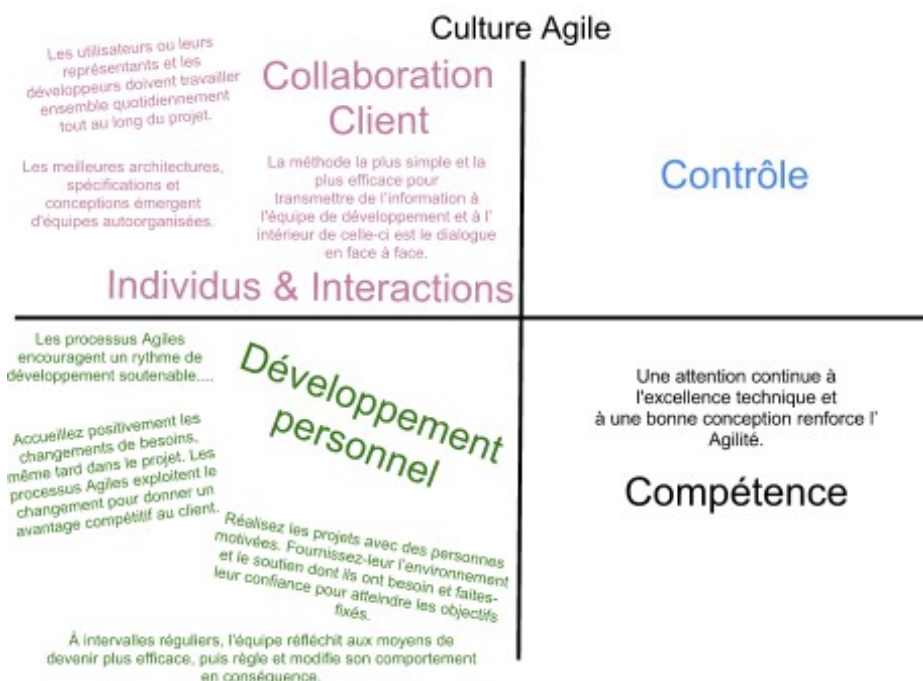 Culture Agile
Les utilisateurs ou leurs
représentants et les
développeurs doivent travailler
ensemble quotidiennement
tout au long du projet.
Collaboration
Client
Les meilleures architectures,
spécifications et
conceptions émergent
d'équipes autoorganisées.
La méthode la plus simple et la
plus efficace pour
transmettre de l'information à
l'équipe de développement et à l'
intérieur de celle-ci est le dialogue
en face à face.
Individus & Interactions
Contrôle
Les processus Agiles
encouragent un rythme de
développement soutenable....
Développement
personnel
Accueillez positivement les
changements de besoins,
même tard dans le projet. Les
processus Agiles exploitent le
changement pour donner un
avantage compétitif au client.
Réalisez les projets avec des personnes
motivées. Fournissez-leur l'environnement
et le soutien dont ils ont besoin et faites-
leur confiance pour atteindre les objectifs
fixés.
À intervalles réguliers, l'équipe réfléchit aux moyens de
devenir plus efficace, puis règle et modifie son comportement
en conséquence.
Une attention continue à
l'excellence technique et
à une bonne conception renforce l'
Agilité.
Compétence